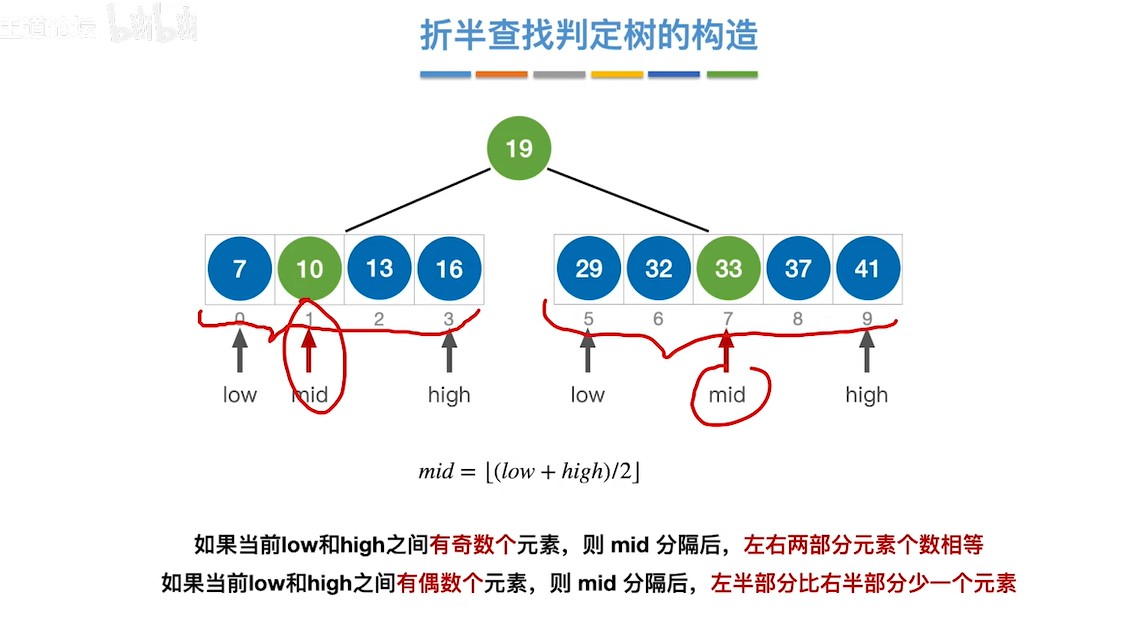 王道论坛 bilibili
折半查找判定树的构造
19
7 10 13 16 29 32 33 37 41
0 1 2 3 5 6 7 8 9
low mid high low mid high
mid = ⌊(low + high)/2⌋
如果当前low和high之间有奇数个元素，则 mid 分隔后，左右两部分元素个数相等
如果当前low和high之间有偶数个元素，则 mid 分隔后，左半部分比右半部分少一个元素